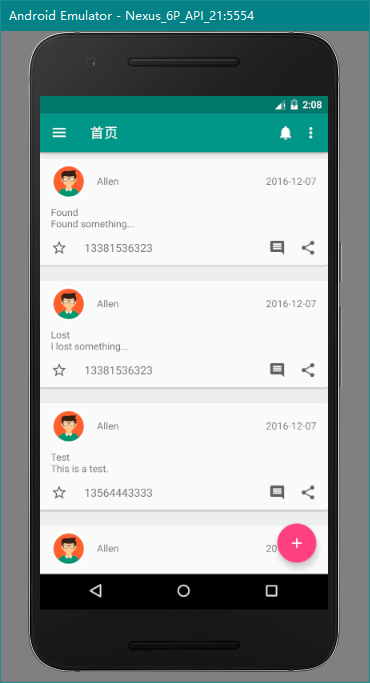 Android Emulator - Nexus_6P_API_21:5554
2:08
首页
Allen 2016-12-07
Found
Found something...
13381536323
Allen 2016-12-07
Lost
I lost something...
13381536323
Allen 2016-12-07
Test
This is a test.
13564443333
Allen 20